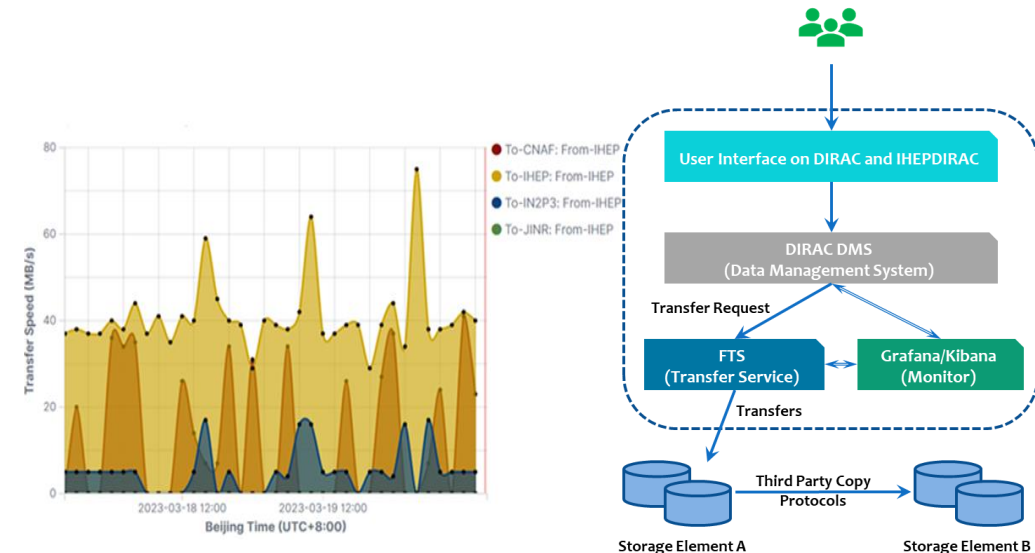 80
60
40
20
0
Transfer Speed (MB/s)
2023-03-18 12:00
2023-03-19 12:00
Beijing Time (UTC+8:00)
To-CNAF: From-IHEP
To-IHEP: From-IHEP
To-IN2P3: From-IHEP
To-JINR: From-IHEP
User Interface on DIRAC and IHEPDIRAC
DIRAC DMS
(Data Management System)
Transfer Request
FTS
(Transfer Service)
Grafana/Kibana
(Monitor)
Transfers
Third Party Copy
Protocols
Storage Element A
Storage Element B